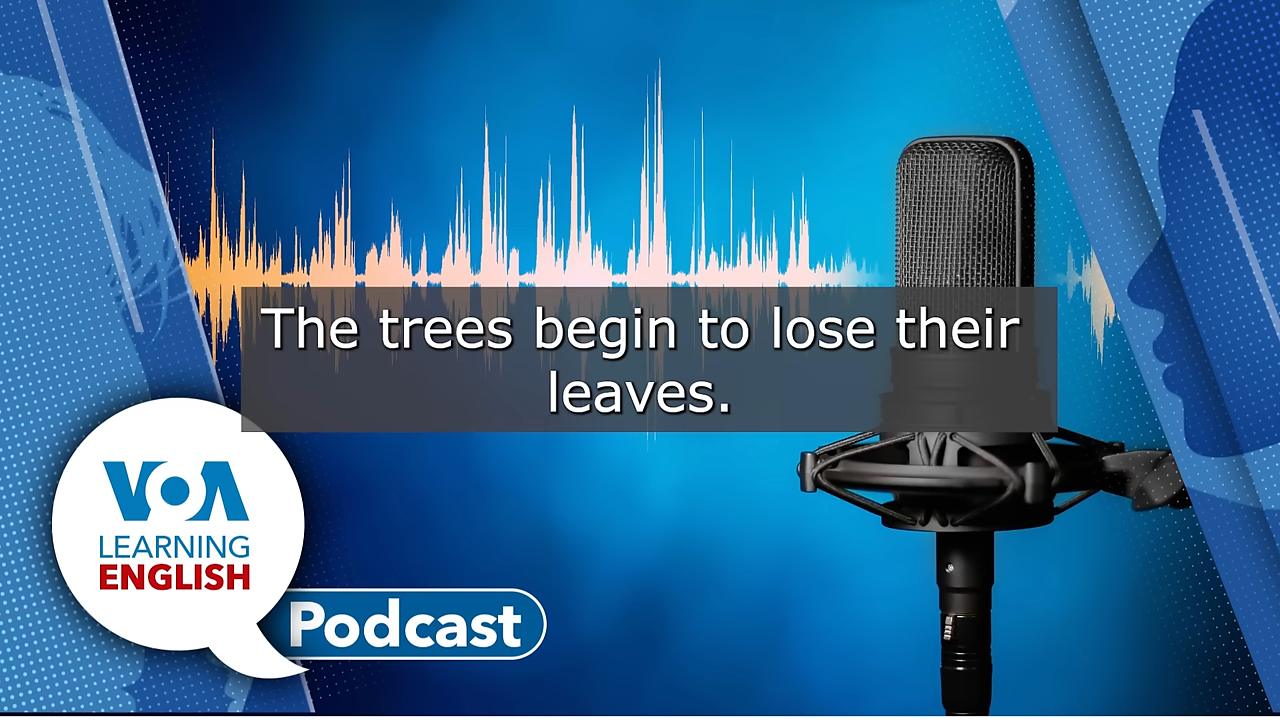 The trees begin to lose their
leaves.
VOA
LEARNING
ENGLISH
Podcast